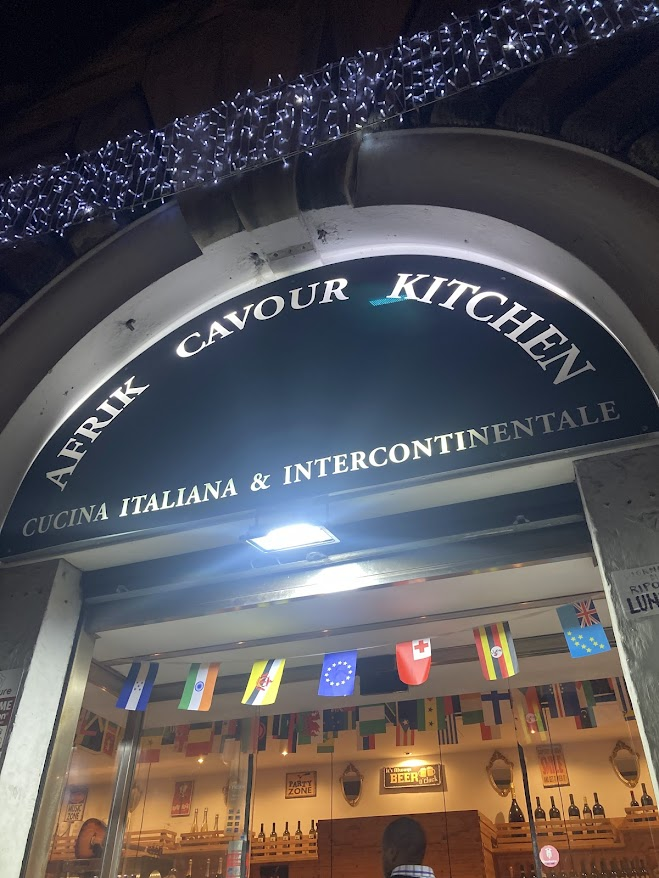 AFRIK CAVOUR KITCHEN
CUCINA ITALIANA & INTERCONTINENTALE
PARTY
ZONE
BEER